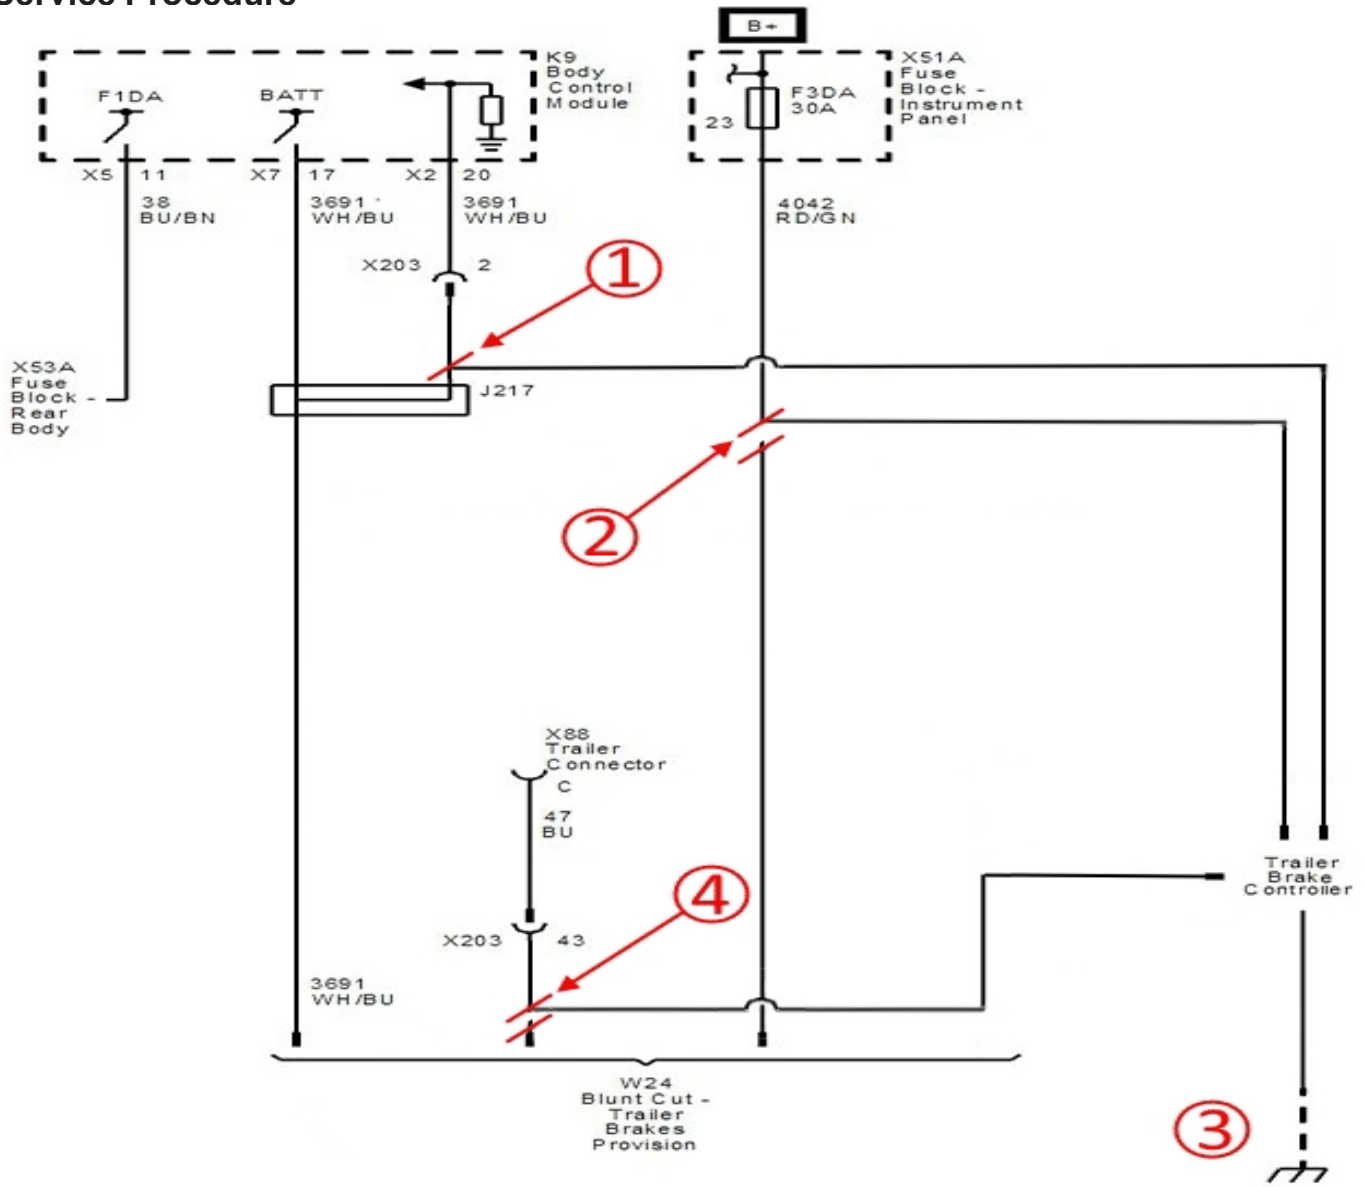 Service Procedure
B+
K9
Body
Control
Module
F1DA
BATT
X51A
Fuse
Block -
Instrument
Panel
F3DA
30A
23
X5 11
X7 17
X2 20
38
BU/BN
3691
WH/BU
3691
WH/BU
4042
RD/GN
X203 2
1
X53A
Fuse
Block -
Rear
Body
J217
2
X88
Trailer
Connector
C
47
BU
Trailer
Brake
Controller
4
X203 43
3691
WH/BU
W24
Blunt Cut -
Trailer
Brakes
Provision
3